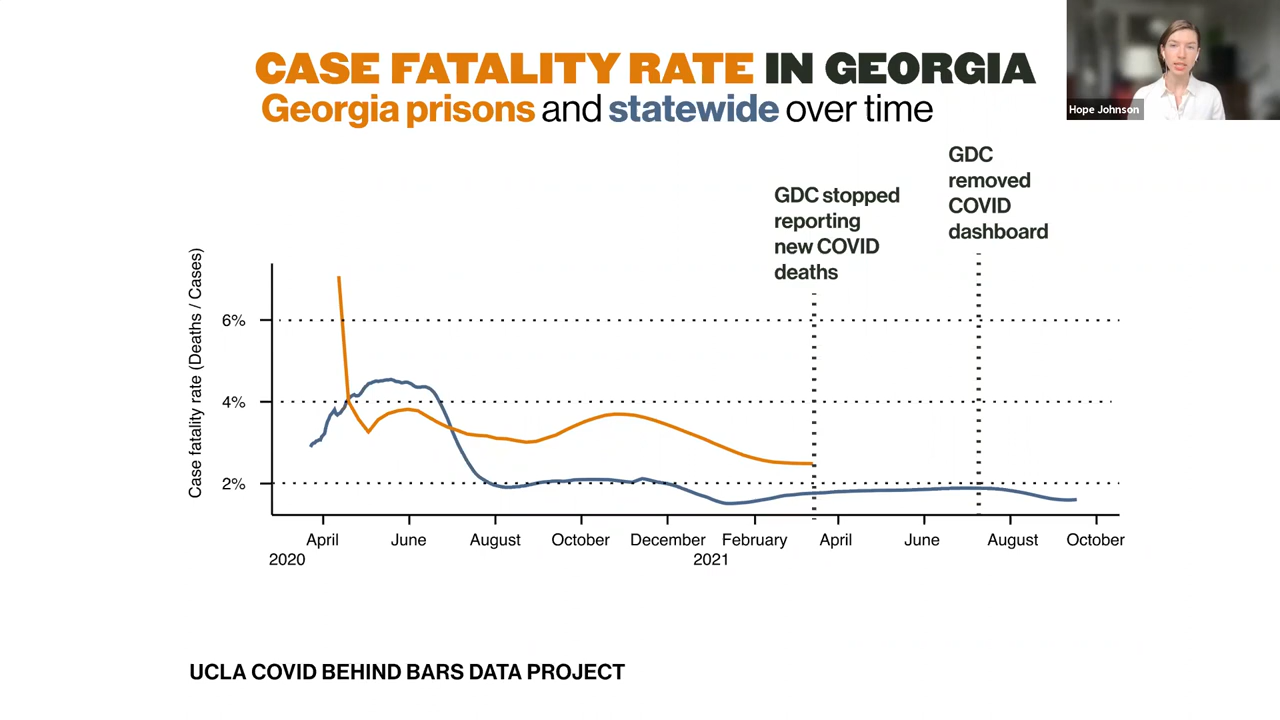 CASE FATALITY RATE IN GEORGIA
Georgia prisons and statewide over time
Hope Johnson
GDC stopped
reporting
new COVID
deaths
GDC
removed
COVID
dashboard
Case fatality rate (Deaths / Cases)
6%
4%
2%
April
June
August
October
December
February
April
June
August
October
2020
2021
UCLA COVID BEHIND BARS DATA PROJECT